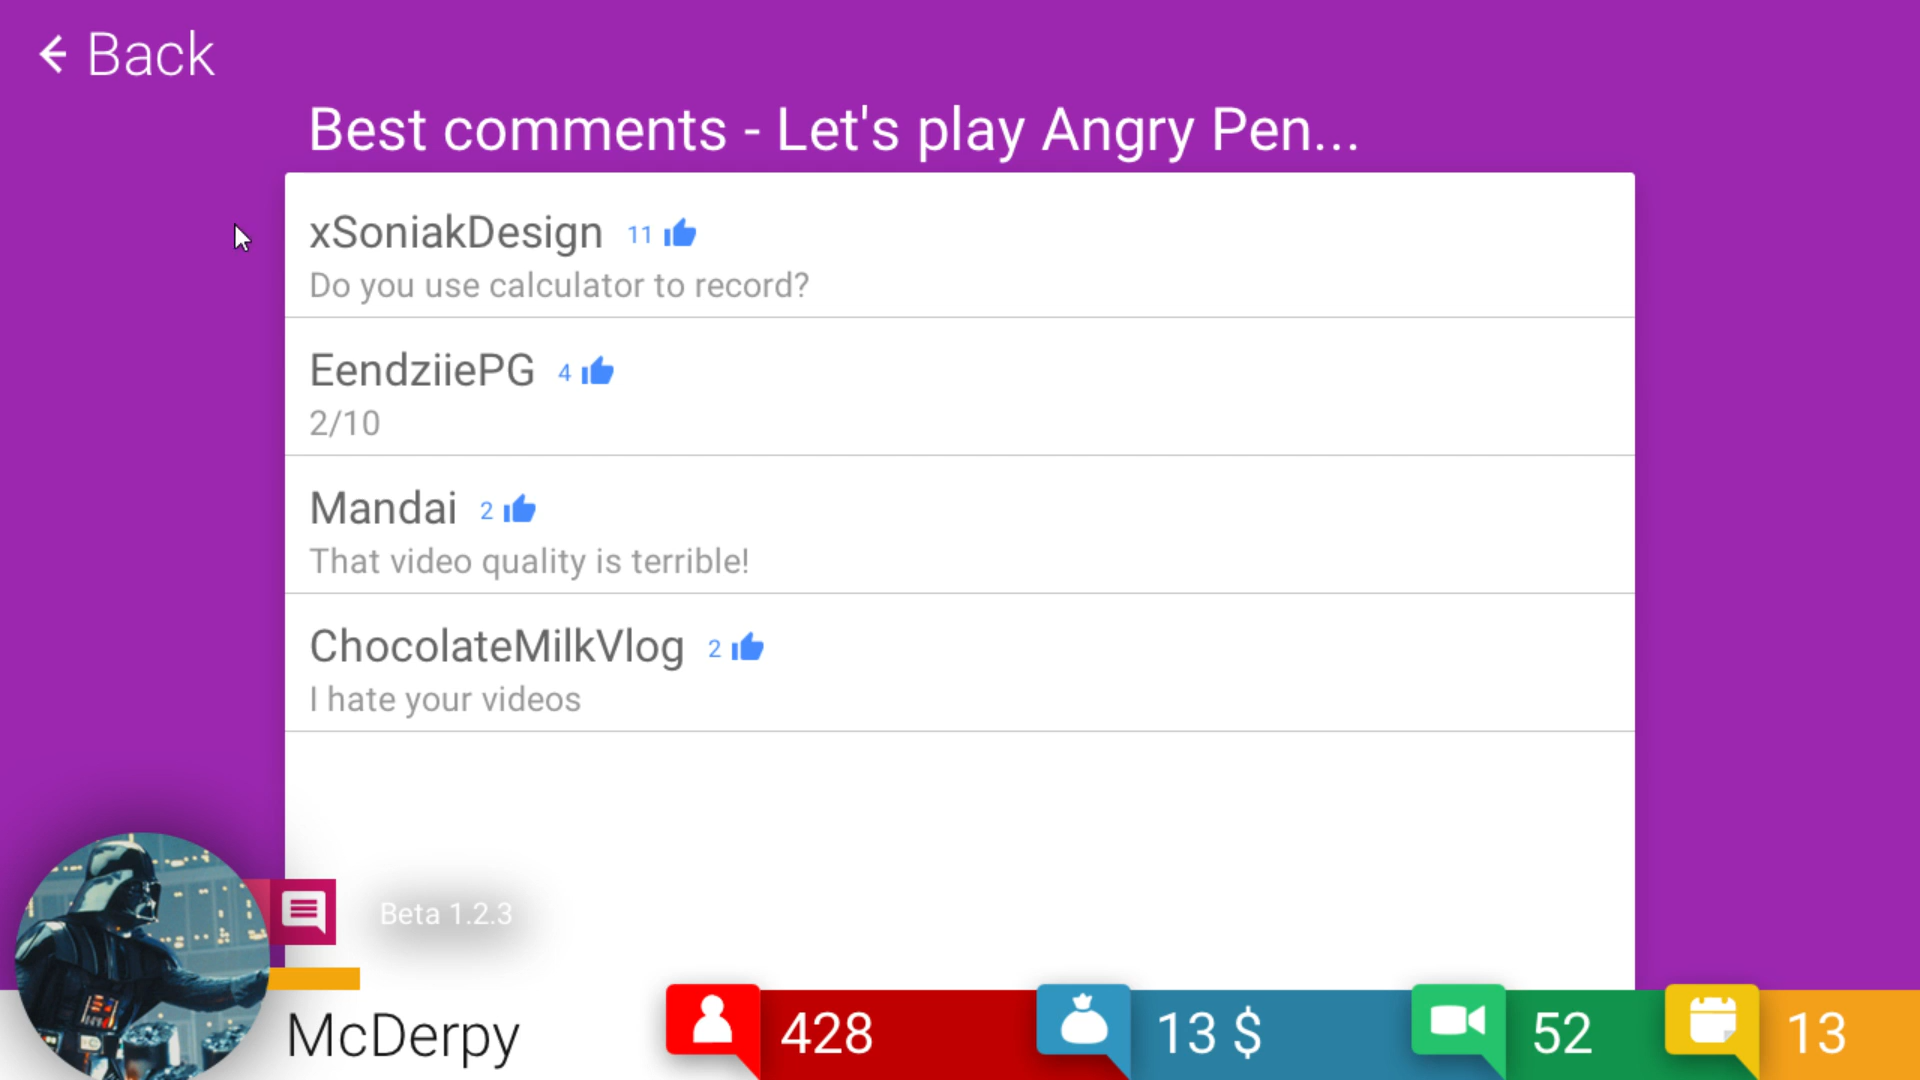 Back
Best comments - Let's play Angry Pen...
xSoniakDesign 11
Do you use calculator to record?
EendziiePG 4
2/10
Mandai 2
That video quality is terrible!
ChocolateMilkVlog 2
I hate your videos
Beta 1.2.3
McDerpy 428 13 $ 52 13